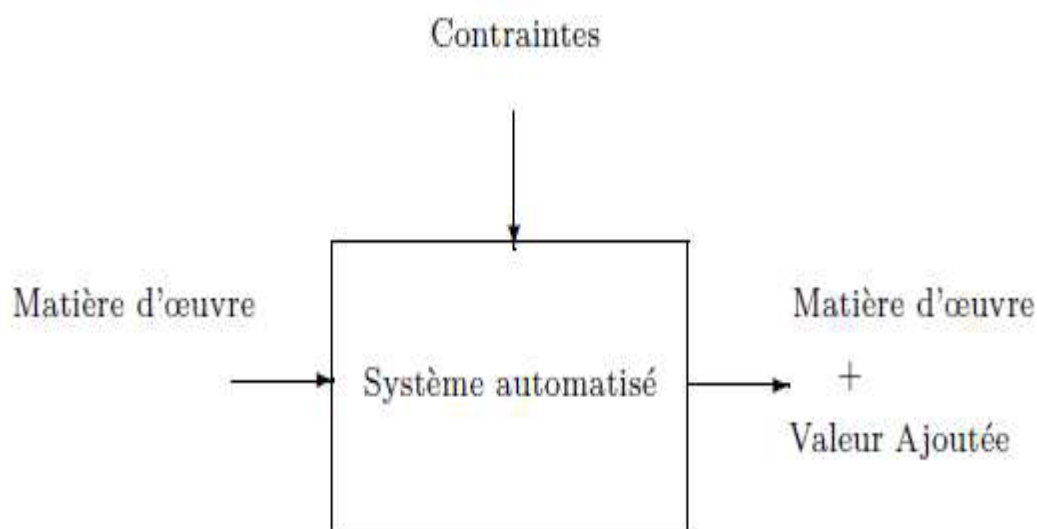 Contraintes
Matière d'œuvre
Système automatisé
Matière d'œuvre
+
Valeur Ajoutée